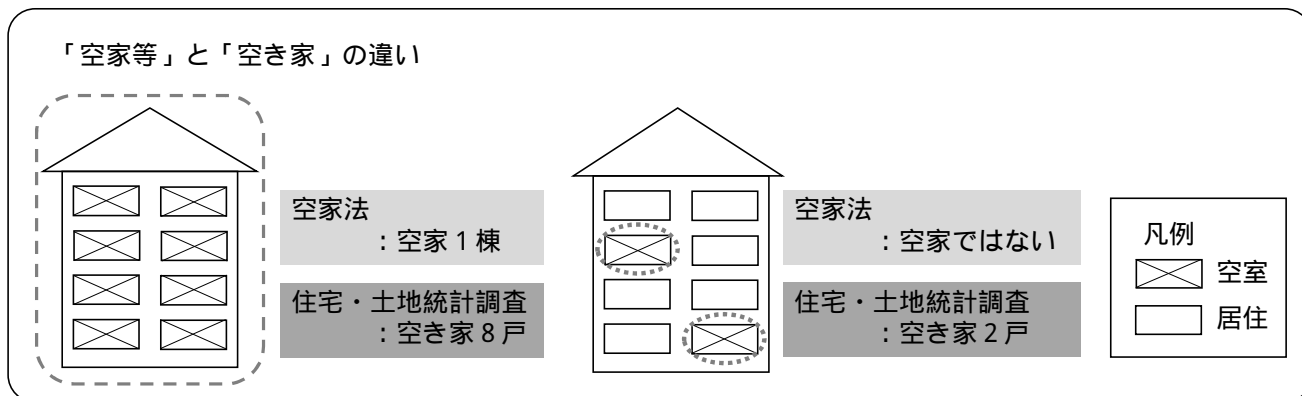 「空家等」と「空き家」の違い
空家法
：空家１棟
住宅・土地統計調査
：空き家８戸
空家法
：空家ではない
住宅・土地統計調査
：空き家２戸
凡例
空室
居住